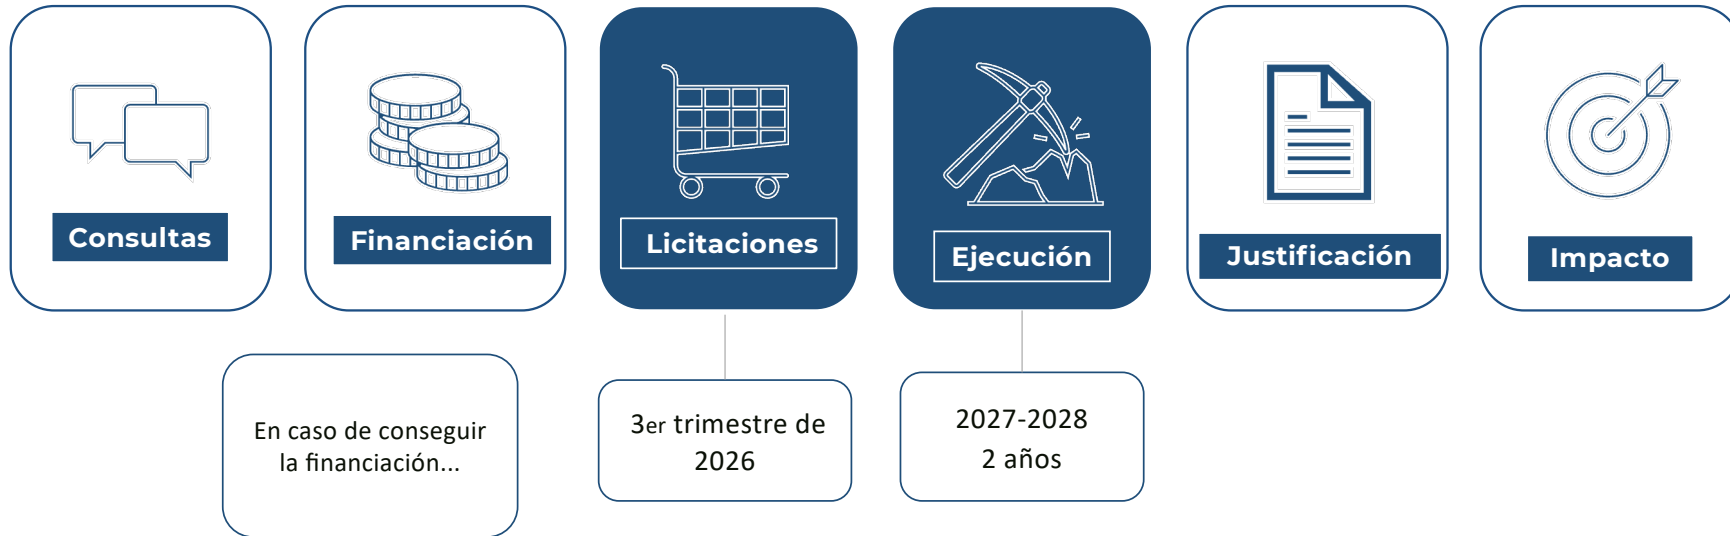 Consultas
Financiación
Licitaciones
Ejecución
Justificación
Impacto
En caso de conseguir
la financiación...
3er trimestre de
2026
2027-2028
2 años